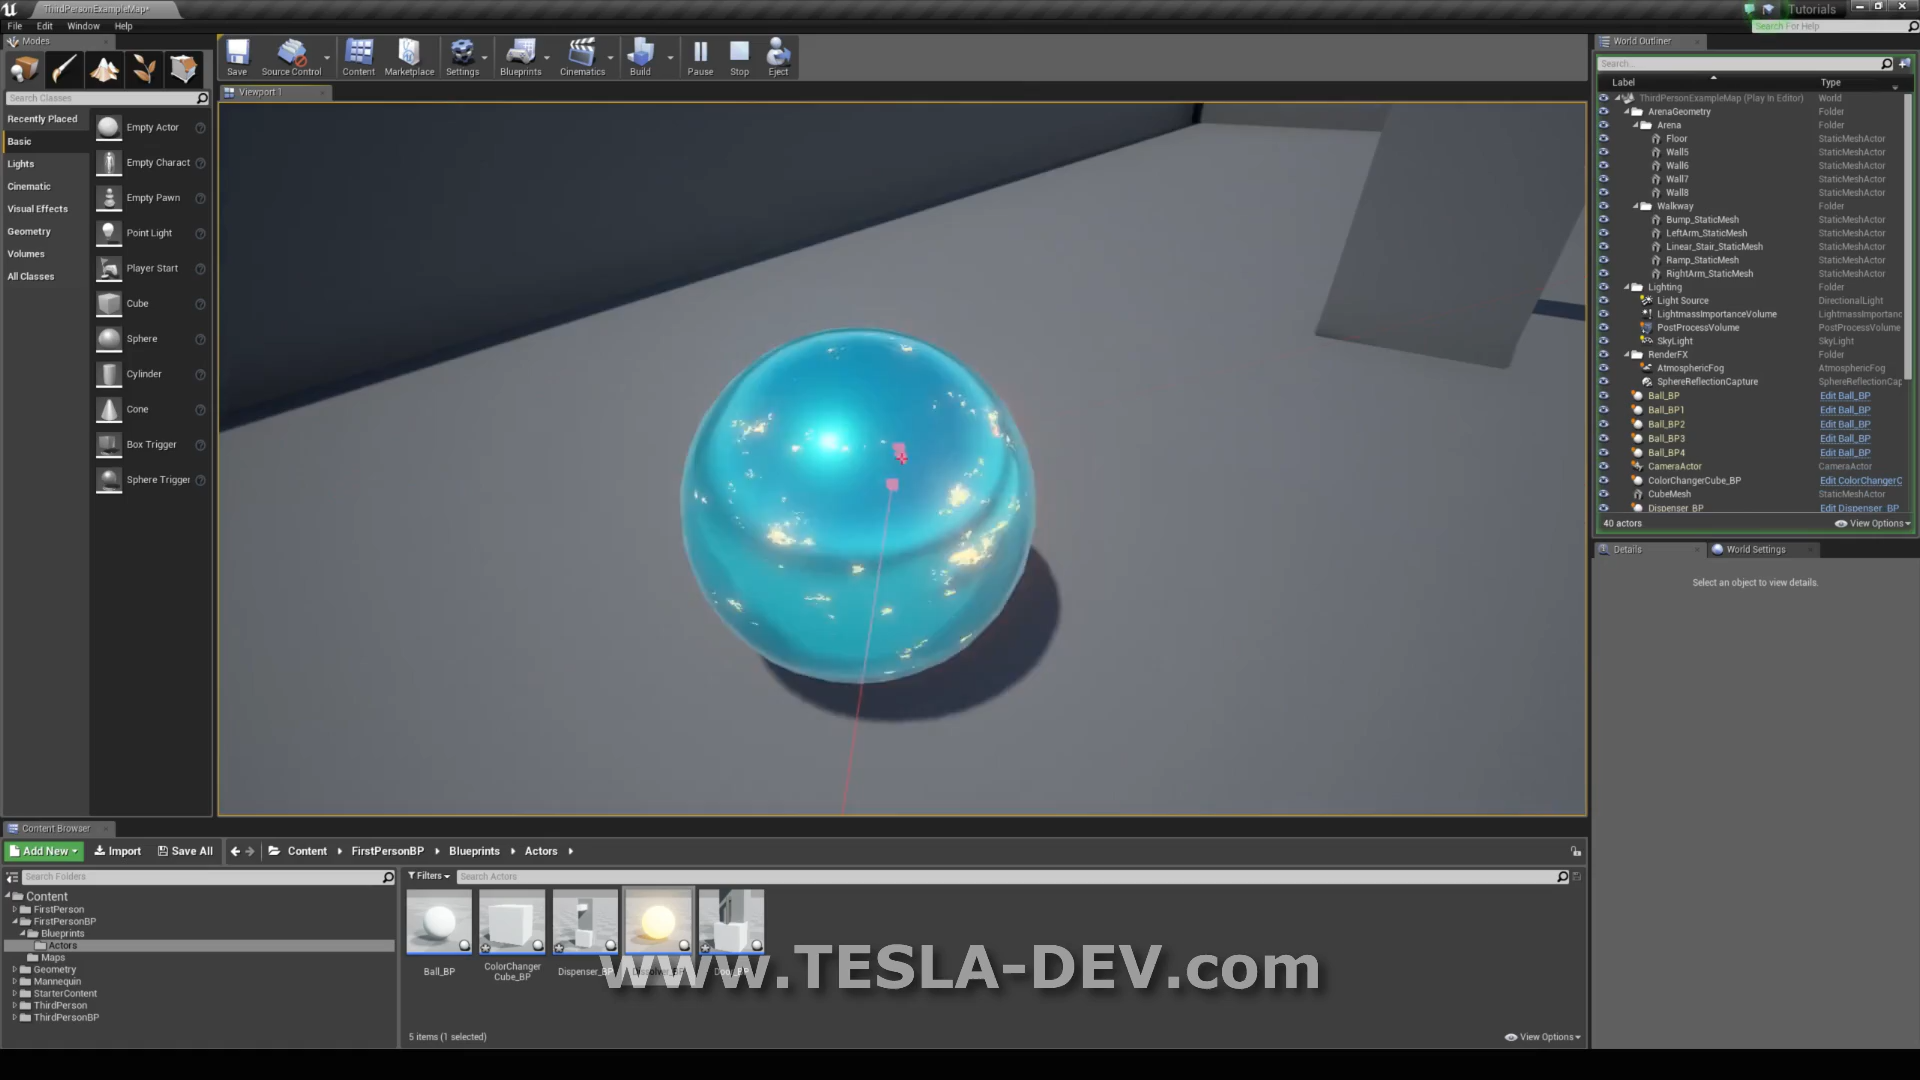 ThirdPersonExampleMap*
Tutorials
File Edit Window Help
Search For Help
Modes
Search Classes
Recently Placed
Basic
Lights
Cinematic
Visual Effects
Geometry
Volumes
All Classes
Empty Actor
Empty Charact
Empty Pawn
Point Light
Player Start
Cube
Sphere
Cylinder
Cone
Box Trigger
Sphere Trigger
Save Source Control Content Marketplace Settings Blueprints Cinematics Build Pause Stop Eject
Viewport 1
World Outliner
Search...
Label Type
ThirdPersonExampleMap (Play In Editor) World
ArenaGeometry Folder
Arena Folder
Floor StaticMeshActor
Wall5 StaticMeshActor
Wall6 StaticMeshActor
Wall7 StaticMeshActor
Wall8 StaticMeshActor
Walkway Folder
Bump_StaticMesh StaticMeshActor
LeftArm_StaticMesh StaticMeshActor
Linear_Stair_StaticMesh StaticMeshActor
Ramp_StaticMesh StaticMeshActor
RightArm_StaticMesh StaticMeshActor
Lighting Folder
Light Source DirectionalLight
LightmassImportanceVolume LightmassImportanc
PostProcessVolume PostProcessVolume
SkyLight SkyLight
RenderFX Folder
AtmosphericFog AtmosphericFog
SphereReflectionCapture SphereReflectionCap
Ball_BP Edit Ball_BP
Ball_BP1 Edit Ball_BP
Ball_BP2 Edit Ball_BP
Ball_BP3 Edit Ball_BP
Ball_BP4 Edit Ball_BP
CameraActor CameraActor
ColorChangerCube_BP Edit ColorChangerC
CubeMesh StaticMeshActor
Dispenser_BP Edit Dispenser_BP
40 actors View Options
Details World Settings
Select an object to view details.
Content Browser
Add New Import Save All Content FirstPersonBP Blueprints Actors
Search Folders
Filters Search Actors
Content
FirstPerson
FirstPersonBP
Blueprints
Actors
Maps
Geometry
Mannequin
StarterContent
ThirdPerson
ThirdPersonBP
Ball_BP
ColorChanger
Cube_BP
Dispenser_BP
Dissolver_BP
Door_BP
www.TESLA-DEV.com
5 items (1 selected) View Options